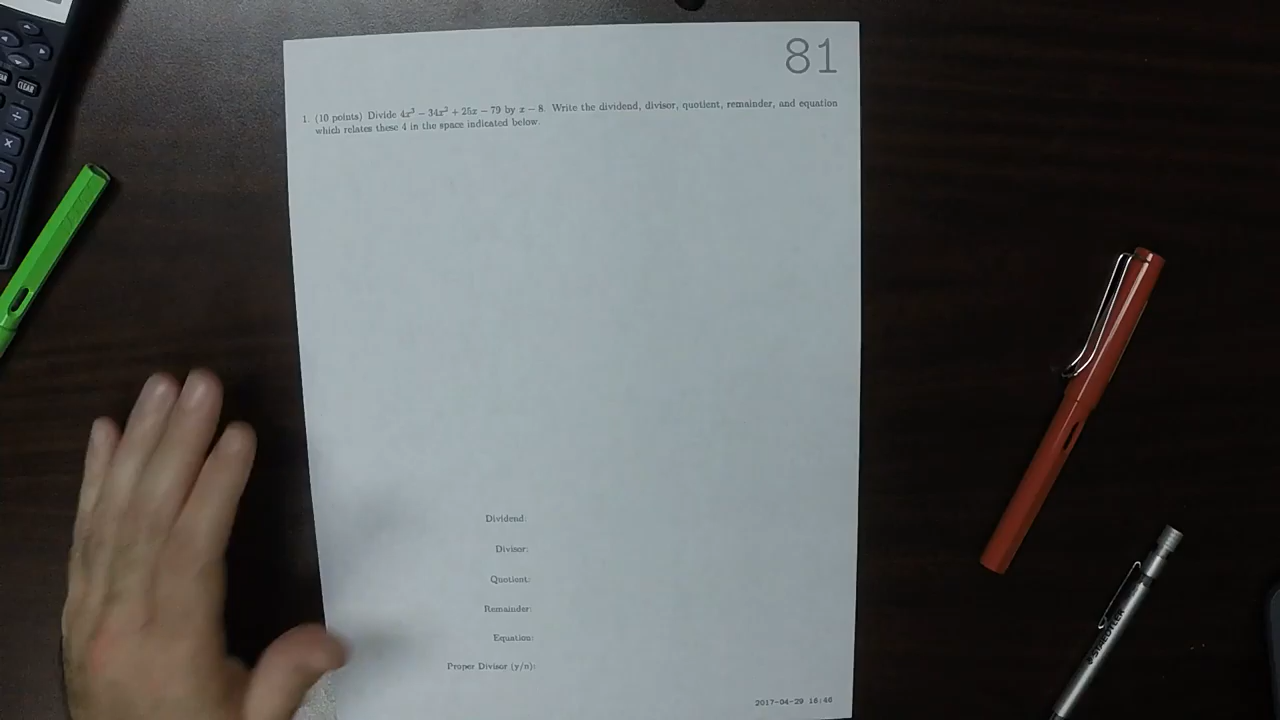 81
1. (10 points) Divide 4x³ − 34x² + 25x − 79 by x − 8. Write the dividend, divisor, quotient, remainder, and equation
which relates these 4 in the space indicated below.
CLEAR
+
×
−
Dividend:
Divisor:
Quotient:
Remainder:
Equation:
Proper Divisor (y/n):
STAEDTLER
2017-04-29 16:46